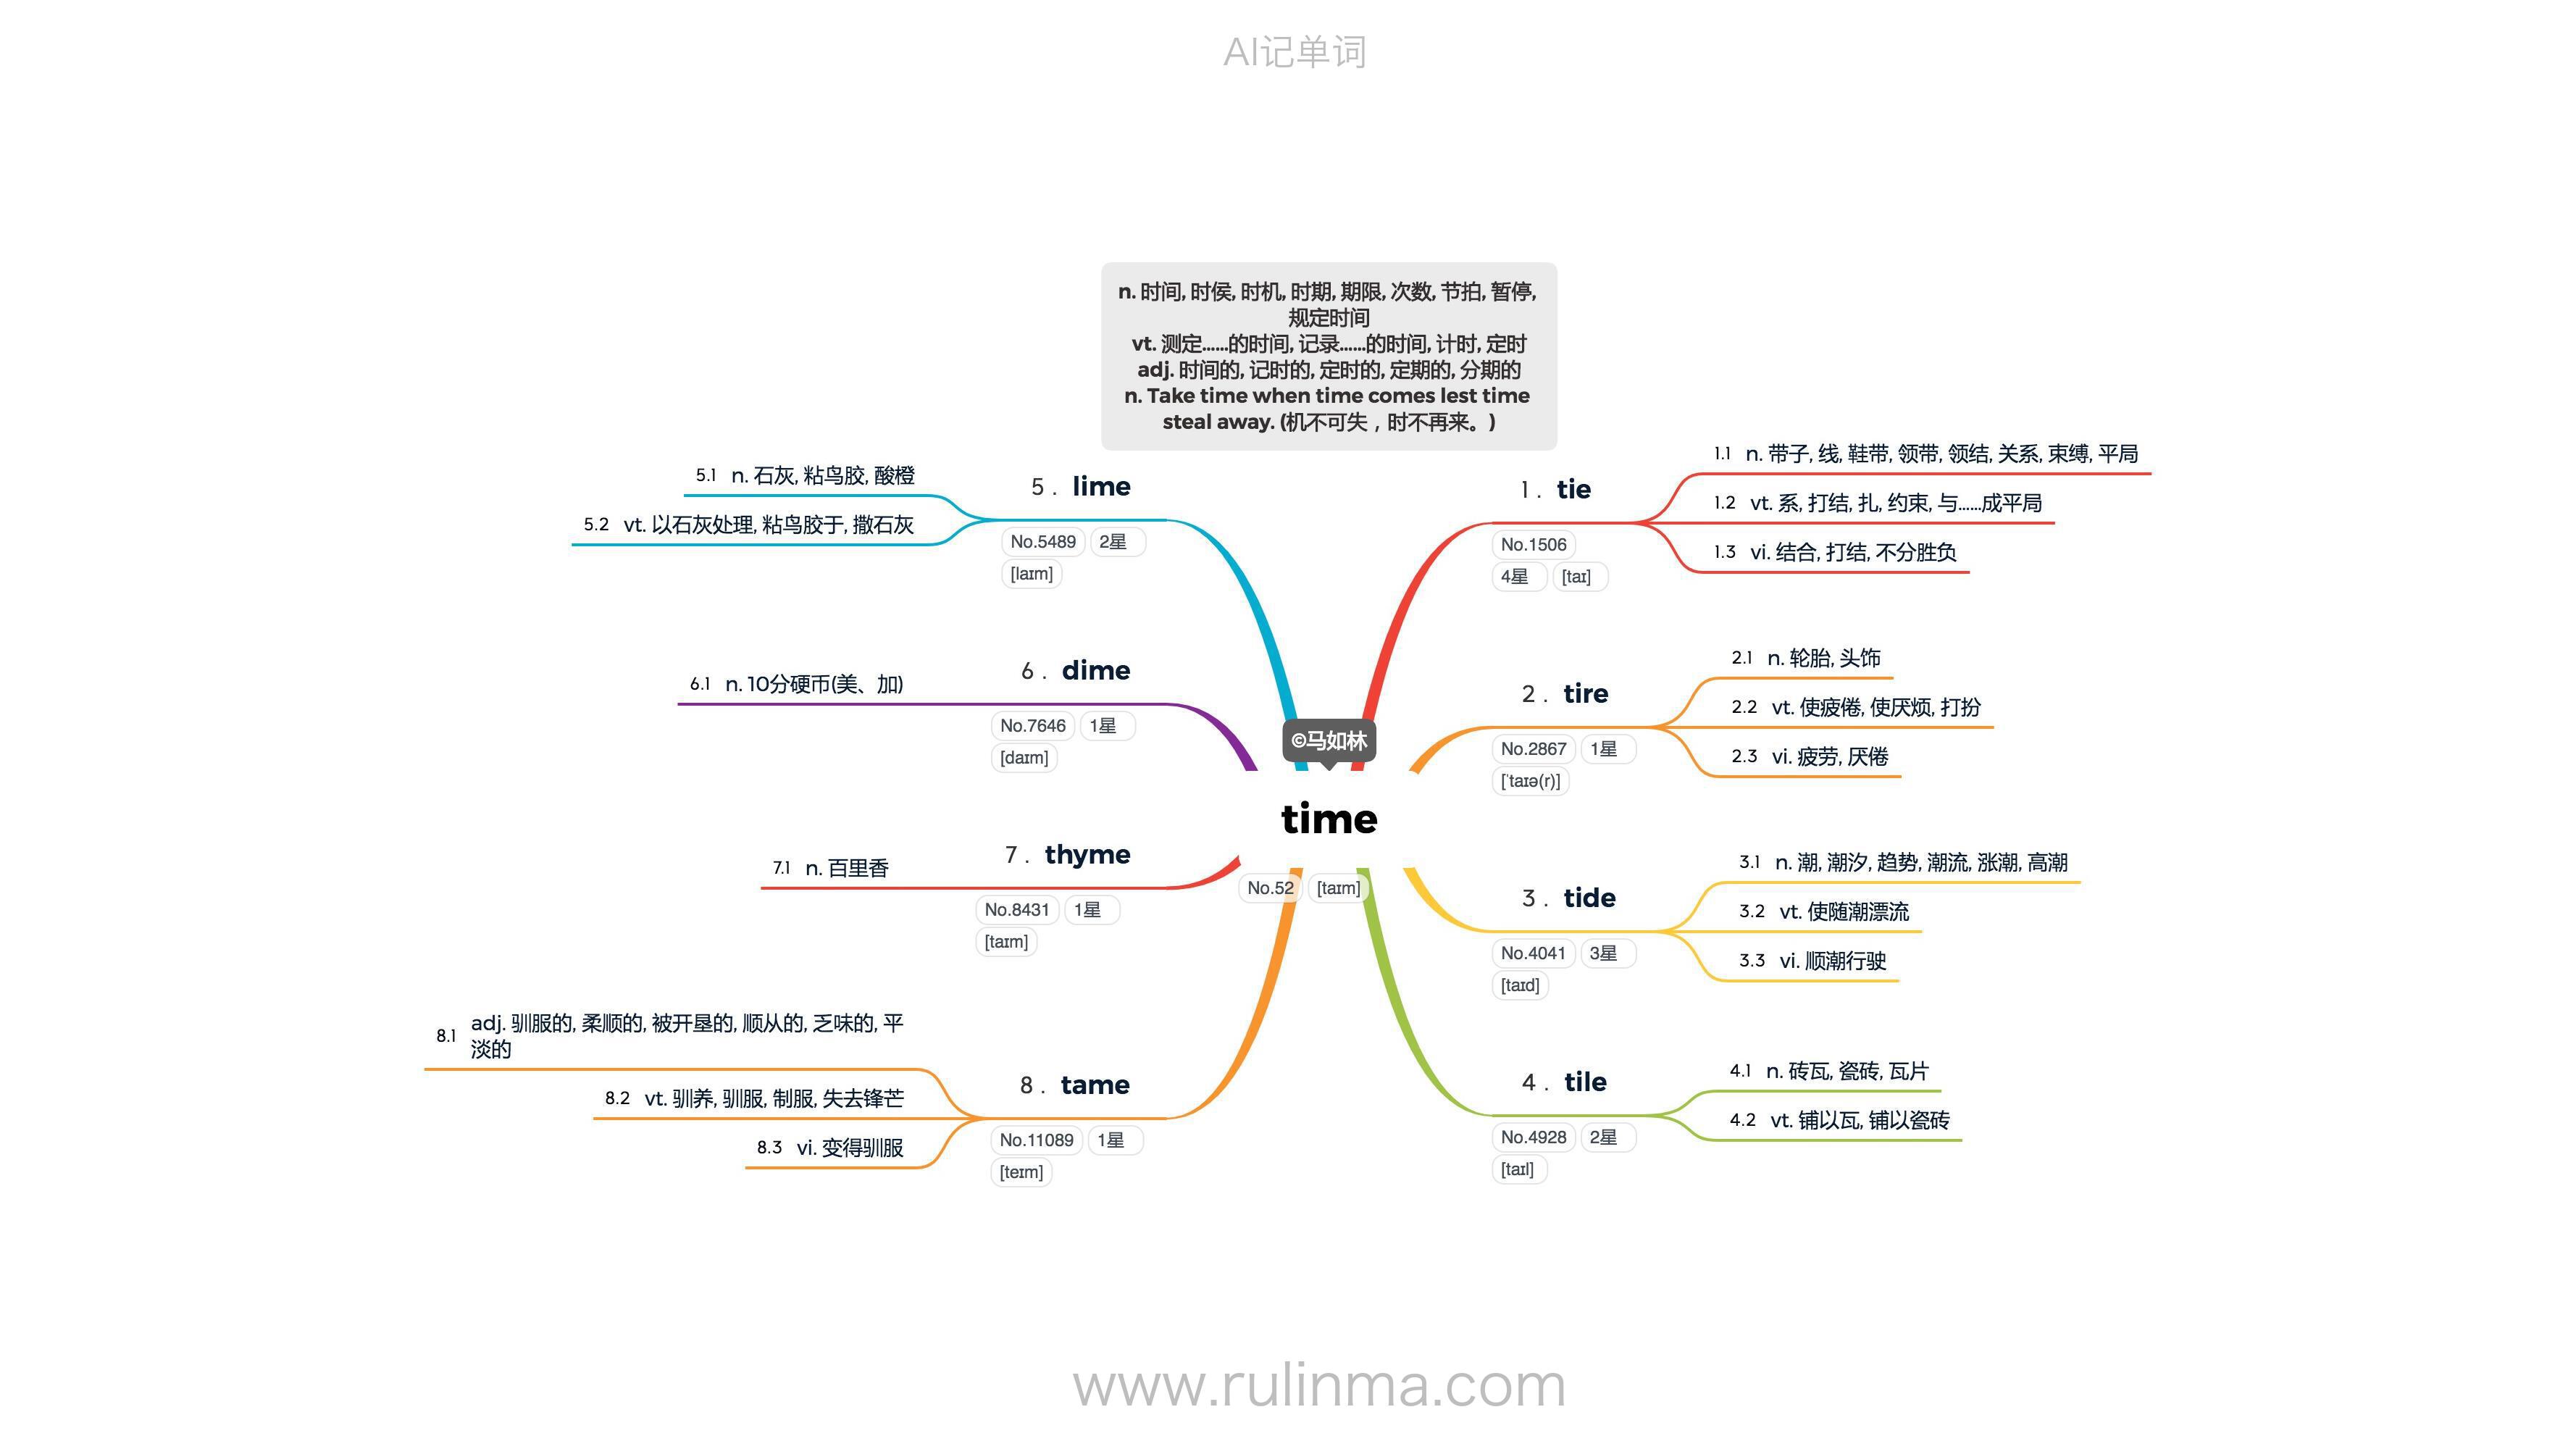 AI记单词
n. 时间, 时侯, 时机, 时期, 期限, 次数, 节拍, 暂停,
规定时间
vt. 测定......的时间, 记录......的时间, 计时, 定时
adj. 时间的, 记时的, 定时的, 定期的, 分期的
n. Take time when time comes lest time
steal away. (机不可失，时不再来。)
©马如林
time
No.52 [taɪm]
1. tie
No.1506
4星 [taɪ]
1.1 n. 带子, 线, 鞋带, 领带, 领结, 关系, 束缚, 平局
1.2 vt. 系, 打结, 扎, 约束, 与......成平局
1.3 vi. 结合, 打结, 不分胜负
2. tire
No.2867 1星
[ˈtaɪə(r)]
2.1 n. 轮胎, 头饰
2.2 vt. 使疲倦, 使厌烦, 打扮
2.3 vi. 疲劳, 厌倦
3. tide
No.4041 3星
[taɪd]
3.1 n. 潮, 潮汐, 趋势, 潮流, 涨潮, 高潮
3.2 vt. 使随潮漂流
3.3 vi. 顺潮行驶
4. tile
No.4928 2星
[taɪl]
4.1 n. 砖瓦, 瓷砖, 瓦片
4.2 vt. 铺以瓦, 铺以瓷砖
5. lime
No.5489 2星
[laɪm]
5.1 n. 石灰, 粘鸟胶, 酸橙
5.2 vt. 以石灰处理, 粘鸟胶于, 撒石灰
6. dime
No.7646 1星
[daɪm]
6.1 n. 10分硬币(美、加)
7. thyme
No.8431 1星
[taɪm]
7.1 n. 百里香
8. tame
No.11089 1星
[teɪm]
8.1 adj. 驯服的, 柔顺的, 被开垦的, 顺从的, 乏味的, 平
淡的
8.2 vt. 驯养, 驯服, 制服, 失去锋芒
8.3 vi. 变得驯服
www.rulinma.com